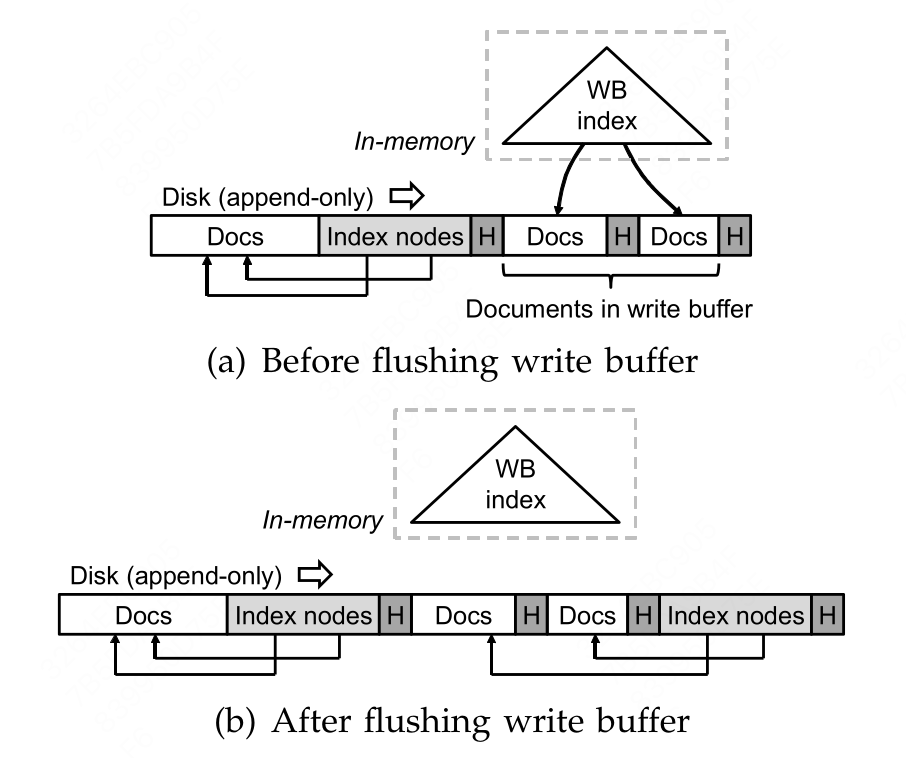 WB
index
In-memory
Disk (append-only)
Docs Index nodes H Docs H Docs H
Documents in write buffer
(a) Before flushing write buffer
WB
index
In-memory
Disk (append-only)
Docs Index nodes H Docs H Docs H Index nodes H
(b) After flushing write buffer